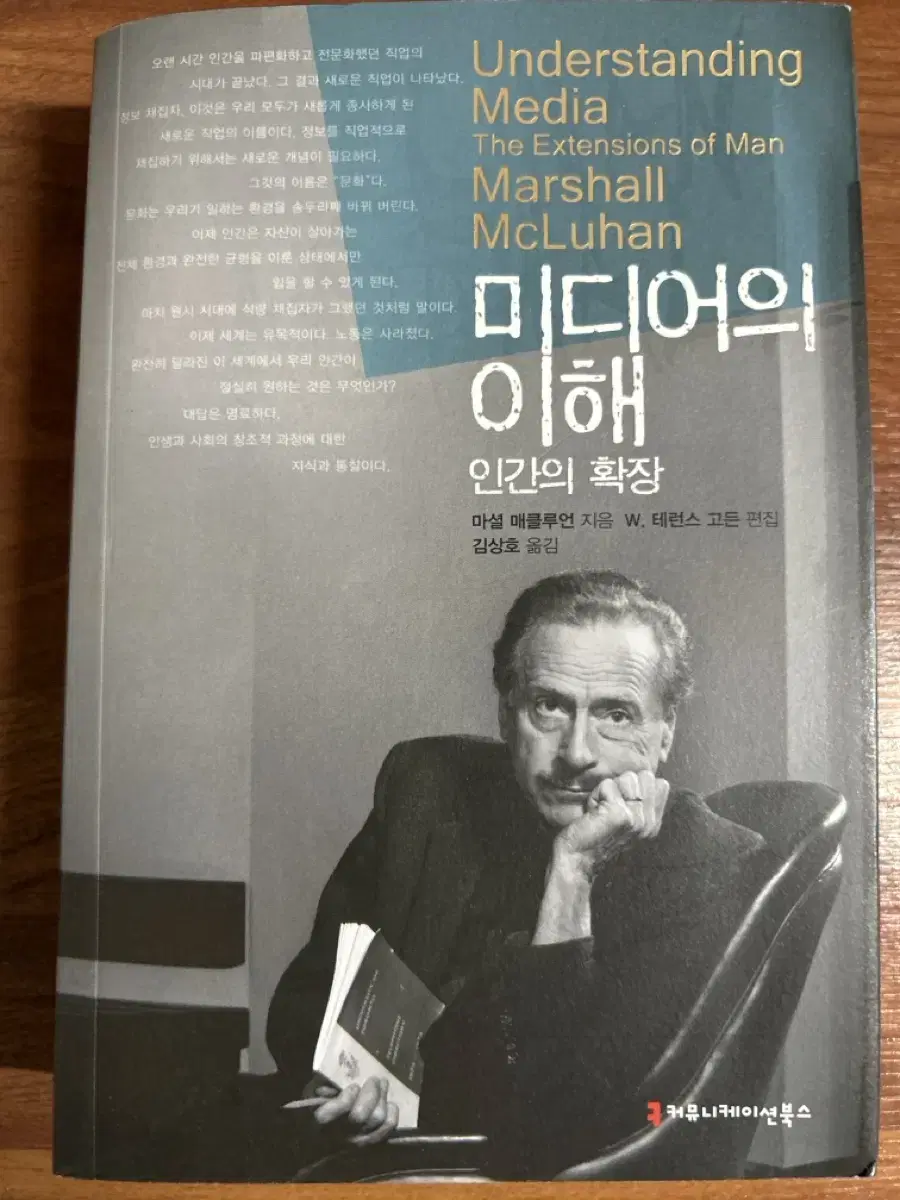 오랜 시간 인간을 파편화하고 전문화했던 직업의
시대가 끝났다. 그 결과 새로운 직업이 나타났다.
정보 채집자. 이것은 우리 모두가 새롭게 종사하게 된
새로운 직업의 이름이다. 정보를 직업적으로
채집하기 위해서는 새로운 개념이 필요하다.
그것의 이름은 "문화"다.
문화는 우리가 일하는 환경을 송두리째 바꿔 버린다.
이제 인간은 자신이 살아가는
전체 환경과 완전한 균형을 이룬 상태에서만
일을 할 수 있게 된다.
마치 원시 시대에 식량 채집자가 그랬던 것처럼 말이다.
이제 세계는 유목적이다. 노동은 사라졌다.
완전히 달라진 이 세계에서 우리 인간이
절실히 원하는 것은 무엇인가?
대답은 명료하다.
인생과 사회의 창조적 과정에 대한
지식과 통찰이다.
Understanding
Media
The Extensions of Man
Marshall
McLuhan
미디어의
이해
인간의 확장
마셜 매클루언 지음 W. 테런스 고든 편집
김상호 옮김
커뮤니케이션북스